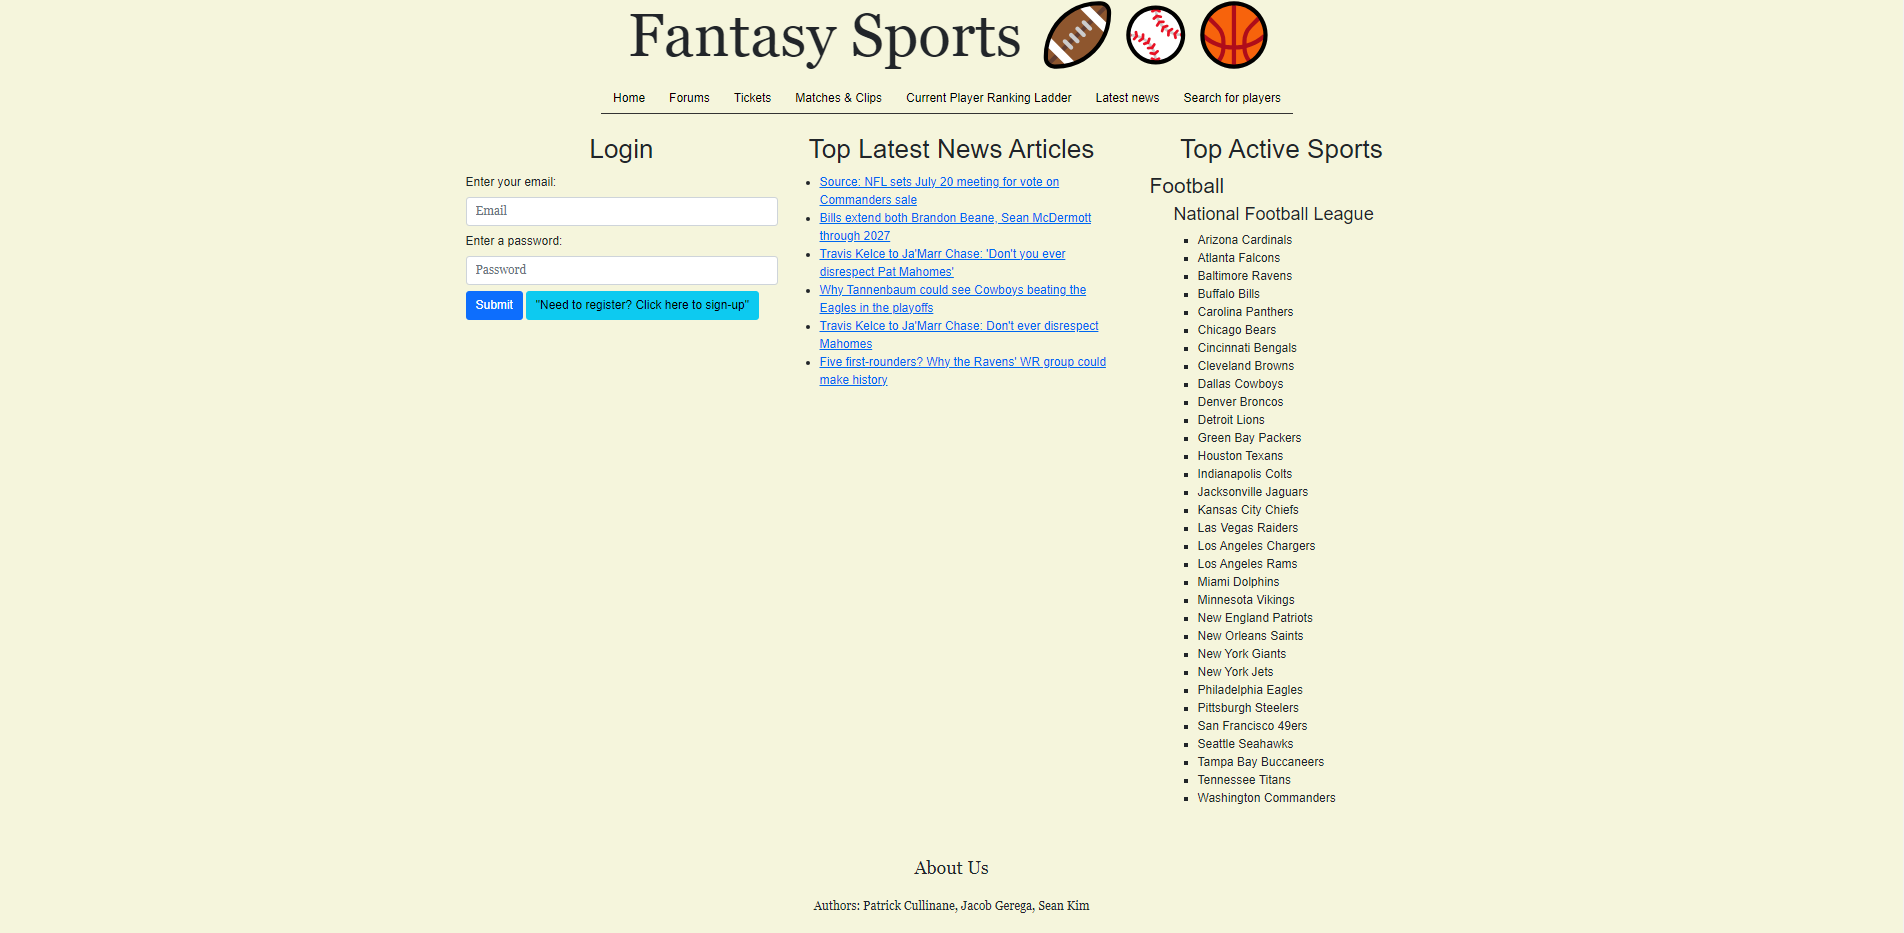 Fantasy Sports
Home Forums Tickets Matches & Clips Current Player Ranking Ladder Latest news Search for players
Login
Enter your email:
Email
Enter a password:
Password
Submit "Need to register? Click here to sign-up"
Top Latest News Articles
Source: NFL sets July 20 meeting for vote on
Commanders sale
Bills extend both Brandon Beane, Sean McDermott
through 2027
Travis Kelce to Ja'Marr Chase: 'Don't you ever
disrespect Pat Mahomes'
Why Tannenbaum could see Cowboys beating the
Eagles in the playoffs
Travis Kelce to Ja'Marr Chase: Don't ever disrespect
Mahomes
Five first-rounders? Why the Ravens' WR group could
make history
Top Active Sports
Football
National Football League
Arizona Cardinals
Atlanta Falcons
Baltimore Ravens
Buffalo Bills
Carolina Panthers
Chicago Bears
Cincinnati Bengals
Cleveland Browns
Dallas Cowboys
Denver Broncos
Detroit Lions
Green Bay Packers
Houston Texans
Indianapolis Colts
Jacksonville Jaguars
Kansas City Chiefs
Las Vegas Raiders
Los Angeles Chargers
Los Angeles Rams
Miami Dolphins
Minnesota Vikings
New England Patriots
New Orleans Saints
New York Giants
New York Jets
Philadelphia Eagles
Pittsburgh Steelers
San Francisco 49ers
Seattle Seahawks
Tampa Bay Buccaneers
Tennessee Titans
Washington Commanders
About Us
Authors: Patrick Cullinane, Jacob Gerega, Sean Kim